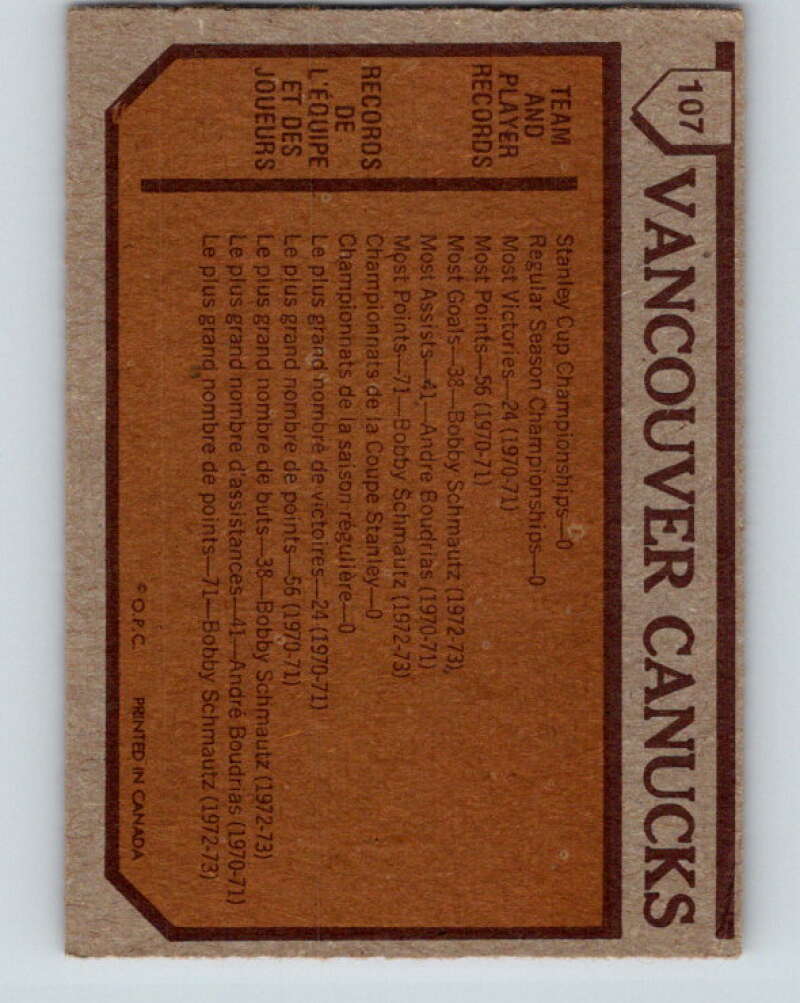 107
VANCOUVER CANUCKS
TEAM
AND
PLAYER
RECORDS
Stanley Cup Championships—0
Regular Season Championships—0
Most Victories—24 (1970-71)
Most Points—56 (1970-71)
Most Goals—38—Bobby Schmautz (1972-73)
Most Assists—41—Andre Boudrias (1970-71)
Most Points—71—Bobby Schmautz (1972-73)
RECORDS
DE
L'ÉQUIPE
ET DES
JOUEURS
Championnats de la Coupe Stanley—0
Championnats de la saison régulière—0
Le plus grand nombre de victoires—24 (1970-71)
Le plus grand nombre de points—56 (1970-71)
Le plus grand nombre de buts—38—Bobby Schmautz (1972-73)
Le plus grand nombre d'assistances—41—André Boudrias (1970-71)
Le plus grand nombre de points—71—Bobby Schmautz (1972-73)
© O.P.C. PRINTED IN CANADA